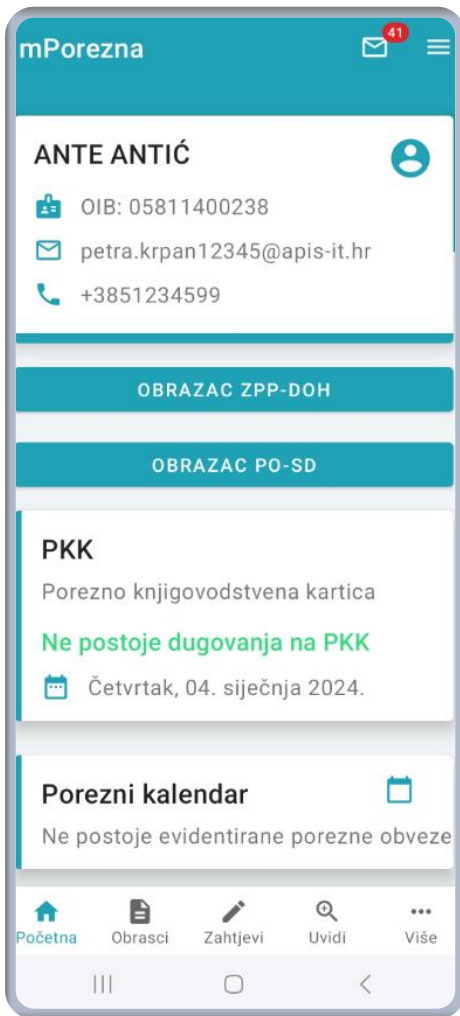 mPorezna
41
ANTE ANTIĆ
OIB: 05811400238
petra.krpan12345@apis-it.hr
+3851234599
OBRAZAC ZPP-DOH
OBRAZAC PO-SD
PKK
Porezno knjigovodstvena kartica
Ne postoje dugovanja na PKK
Četvrtak, 04. siječnja 2024.
Porezni kalendar
Ne postoje evidentirane porezne obveze
Početna Obrasci Zahtjevi Uvidi Više